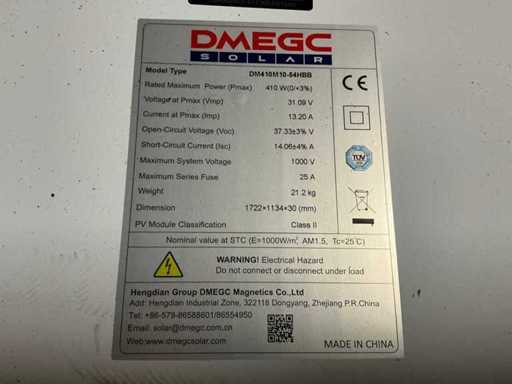 DMEGC
SOLAR
Model Type DM410M10-54HBB
Rated Maximum Power (Pmax) 410 W(0/+3%)
Voltage at Pmax (Vmp) 31.09 V
Current at Pmax (Imp) 13.20 A
Open-Circuit Voltage (Voc) 37.33±3% V
Short-Circuit Current (Isc) 14.06±4% A
Maximum System Voltage 1000 V
Maximum Series Fuse 25 A
Weight 21.2 kg
Dimension 1722×1134×30 (mm)
PV Module Classification Class II
CE
TÜV
Nominal value at STC (E=1000W/m², AM1.5, Tc=25℃)
WARNING! Electrical Hazard
Do not connect or disconnect under load
Hengdian Group DMEGC Magnetics Co.,Ltd
Add: Hengdian Industrial Zone, 322118 Dongyang, Zhejiang P.R.China
Tel: +86-579-86588601/86554950
Email: solar@dmegc.com.cn
Web:www.dmegcsolar.com
MADE IN CHINA